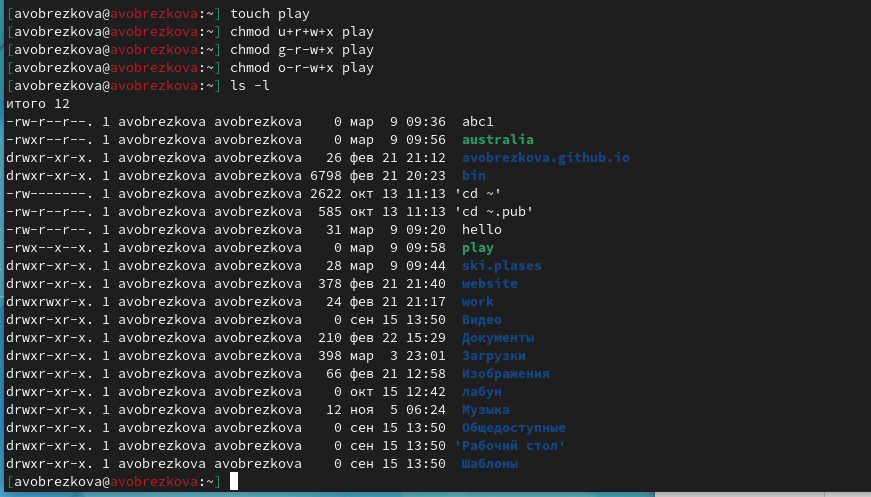 [avobrezkova@avobrezkova:~] touch play
[avobrezkova@avobrezkova:~] chmod u+r+w+x play
[avobrezkova@avobrezkova:~] chmod g-r-w+x play
[avobrezkova@avobrezkova:~] chmod o-r-w+x play
[avobrezkova@avobrezkova:~] ls -l
итого 12
-rw-r--r--. 1 avobrezkova avobrezkova    0 мар  9 09:36  abc1
-rwxr--r--. 1 avobrezkova avobrezkova    0 мар  9 09:56  australia
drwxr-xr-x. 1 avobrezkova avobrezkova   26 фев 21 21:12  avobrezkova.github.io
drwxr-xr-x. 1 avobrezkova avobrezkova 6798 фев 21 20:23  bin
-rw-------. 1 avobrezkova avobrezkova 2622 окт 13 11:13 'cd ~'
-rw-r--r--. 1 avobrezkova avobrezkova  585 окт 13 11:13 'cd ~.pub'
-rw-r--r--. 1 avobrezkova avobrezkova   31 мар  9 09:20  hello
-rwx--x--x. 1 avobrezkova avobrezkova    0 мар  9 09:58  play
drwxr-xr-x. 1 avobrezkova avobrezkova   28 мар  9 09:44  ski.plases
drwxr-xr-x. 1 avobrezkova avobrezkova  378 фев 21 21:40  website
drwxrwxr-x. 1 avobrezkova avobrezkova   24 фев 21 21:17  work
drwxr-xr-x. 1 avobrezkova avobrezkova    0 сен 15 13:50  Видео
drwxr-xr-x. 1 avobrezkova avobrezkova  210 фев 22 15:29  Документы
drwxr-xr-x. 1 avobrezkova avobrezkova  398 мар  3 23:01  Загрузки
drwxr-xr-x. 1 avobrezkova avobrezkova   66 фев 21 12:58  Изображения
drwxr-xr-x. 1 avobrezkova avobrezkova    0 окт 15 12:42  лабун
drwxr-xr-x. 1 avobrezkova avobrezkova   12 ноя  5 06:24  Музыка
drwxr-xr-x. 1 avobrezkova avobrezkova    0 сен 15 13:50  Общедоступные
drwxr-xr-x. 1 avobrezkova avobrezkova    0 сен 15 13:50 'Рабочий стол'
drwxr-xr-x. 1 avobrezkova avobrezkova    0 сен 15 13:50  Шаблоны
[avobrezkova@avobrezkova:~]